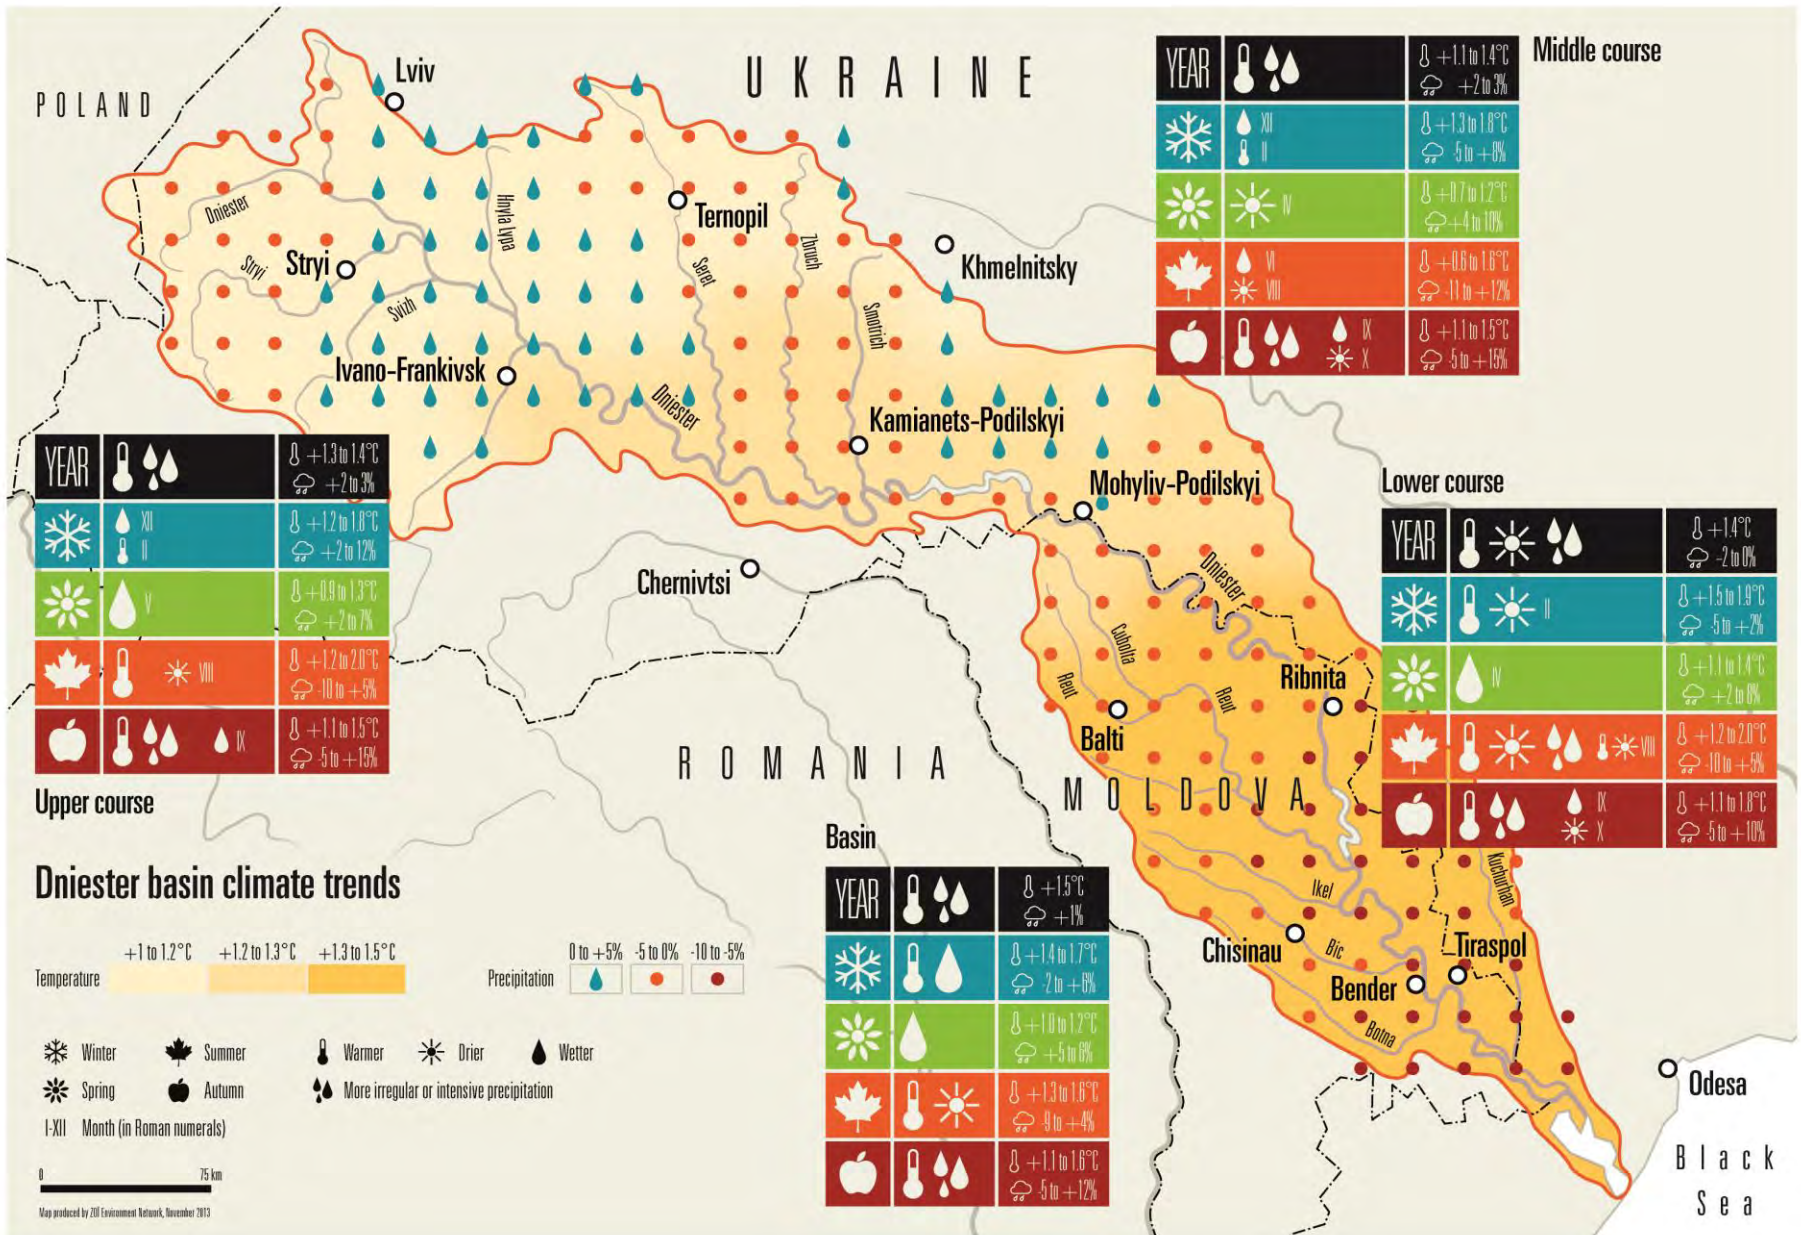 POLAND
UKRAINE
Lviv
Dniester
Hnyla Lypa
Ternopil
Stryi
Stryi
Svizh
Seret
Zbruch
Smotrich
Khmelnitsky
Ivano-Frankivsk
Dniester
Kamianets-Podilskyi
Mohyliv-Podilskyi
Chernivtsi
Dniester
Cubolta
Reut
Reut
Ribnita
Balti
ROMANIA
MOLDOVA
Ikel
Kuchurhan
Chisinau
Bic
Tiraspol
Bender
Botna
Odesa
Black
Sea
Middle course
YEAR
+1.1 to 1.4°C
+2 to 3%
XII
II
+1.3 to 1.8°C
-5 to +8%
IV
+0.7 to 1.2°C
+4 to 10%
VI
VIII
+0.6 to 1.6°C
-11 to +12%
IX
X
+1.1 to 1.5°C
-5 to +15%
YEAR
+1.3 to 1.4°C
+2 to 3%
XII
II
+1.2 to 1.8°C
+2 to 12%
V
+0.9 to 1.3°C
+2 to 7%
VIII
+1.2 to 2.0°C
-10 to +5%
IX
+1.1 to 1.5°C
-5 to +15%
Upper course
Lower course
YEAR
+1.4°C
-2 to 0%
II
+1.5 to 1.9°C
-5 to +2%
IV
+1.1 to 1.4°C
+2 to 6%
VIII
+1.2 to 2.0°C
-10 to +5%
IX
X
+1.1 to 1.8°C
-5 to +10%
Basin
YEAR
+1.5°C
+1%
+1.4 to 1.7°C
-2 to +6%
+1.0 to 1.2°C
+5 to 6%
+1.3 to 1.6°C
-9 to +4%
+1.1 to 1.6°C
-5 to +12%
Dniester basin climate trends
+1 to 1.2°C +1.2 to 1.3°C +1.3 to 1.5°C
Temperature
0 to +5% -5 to 0% -10 to -5%
Precipitation
Winter Summer Warmer Drier Wetter
Spring Autumn More irregular or intensive precipitation
I-XII Month (in Roman numerals)
0 75 km
Map produced by ZOÏ Environment Network, November 2013